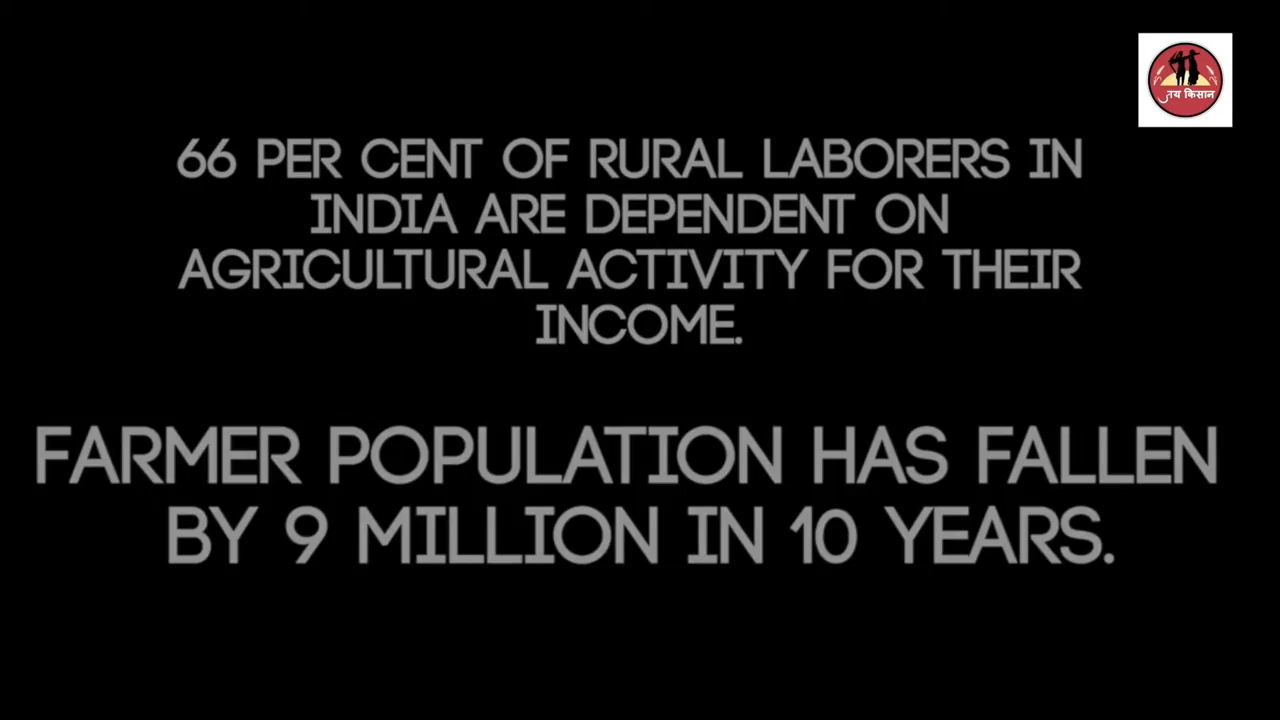 जय किसान
66 PER CENT OF RURAL LABORERS IN
INDIA ARE DEPENDENT ON
AGRICULTURAL ACTIVITY FOR THEIR
INCOME.
FARMER POPULATION HAS FALLEN
BY 9 MILLION IN 10 YEARS.